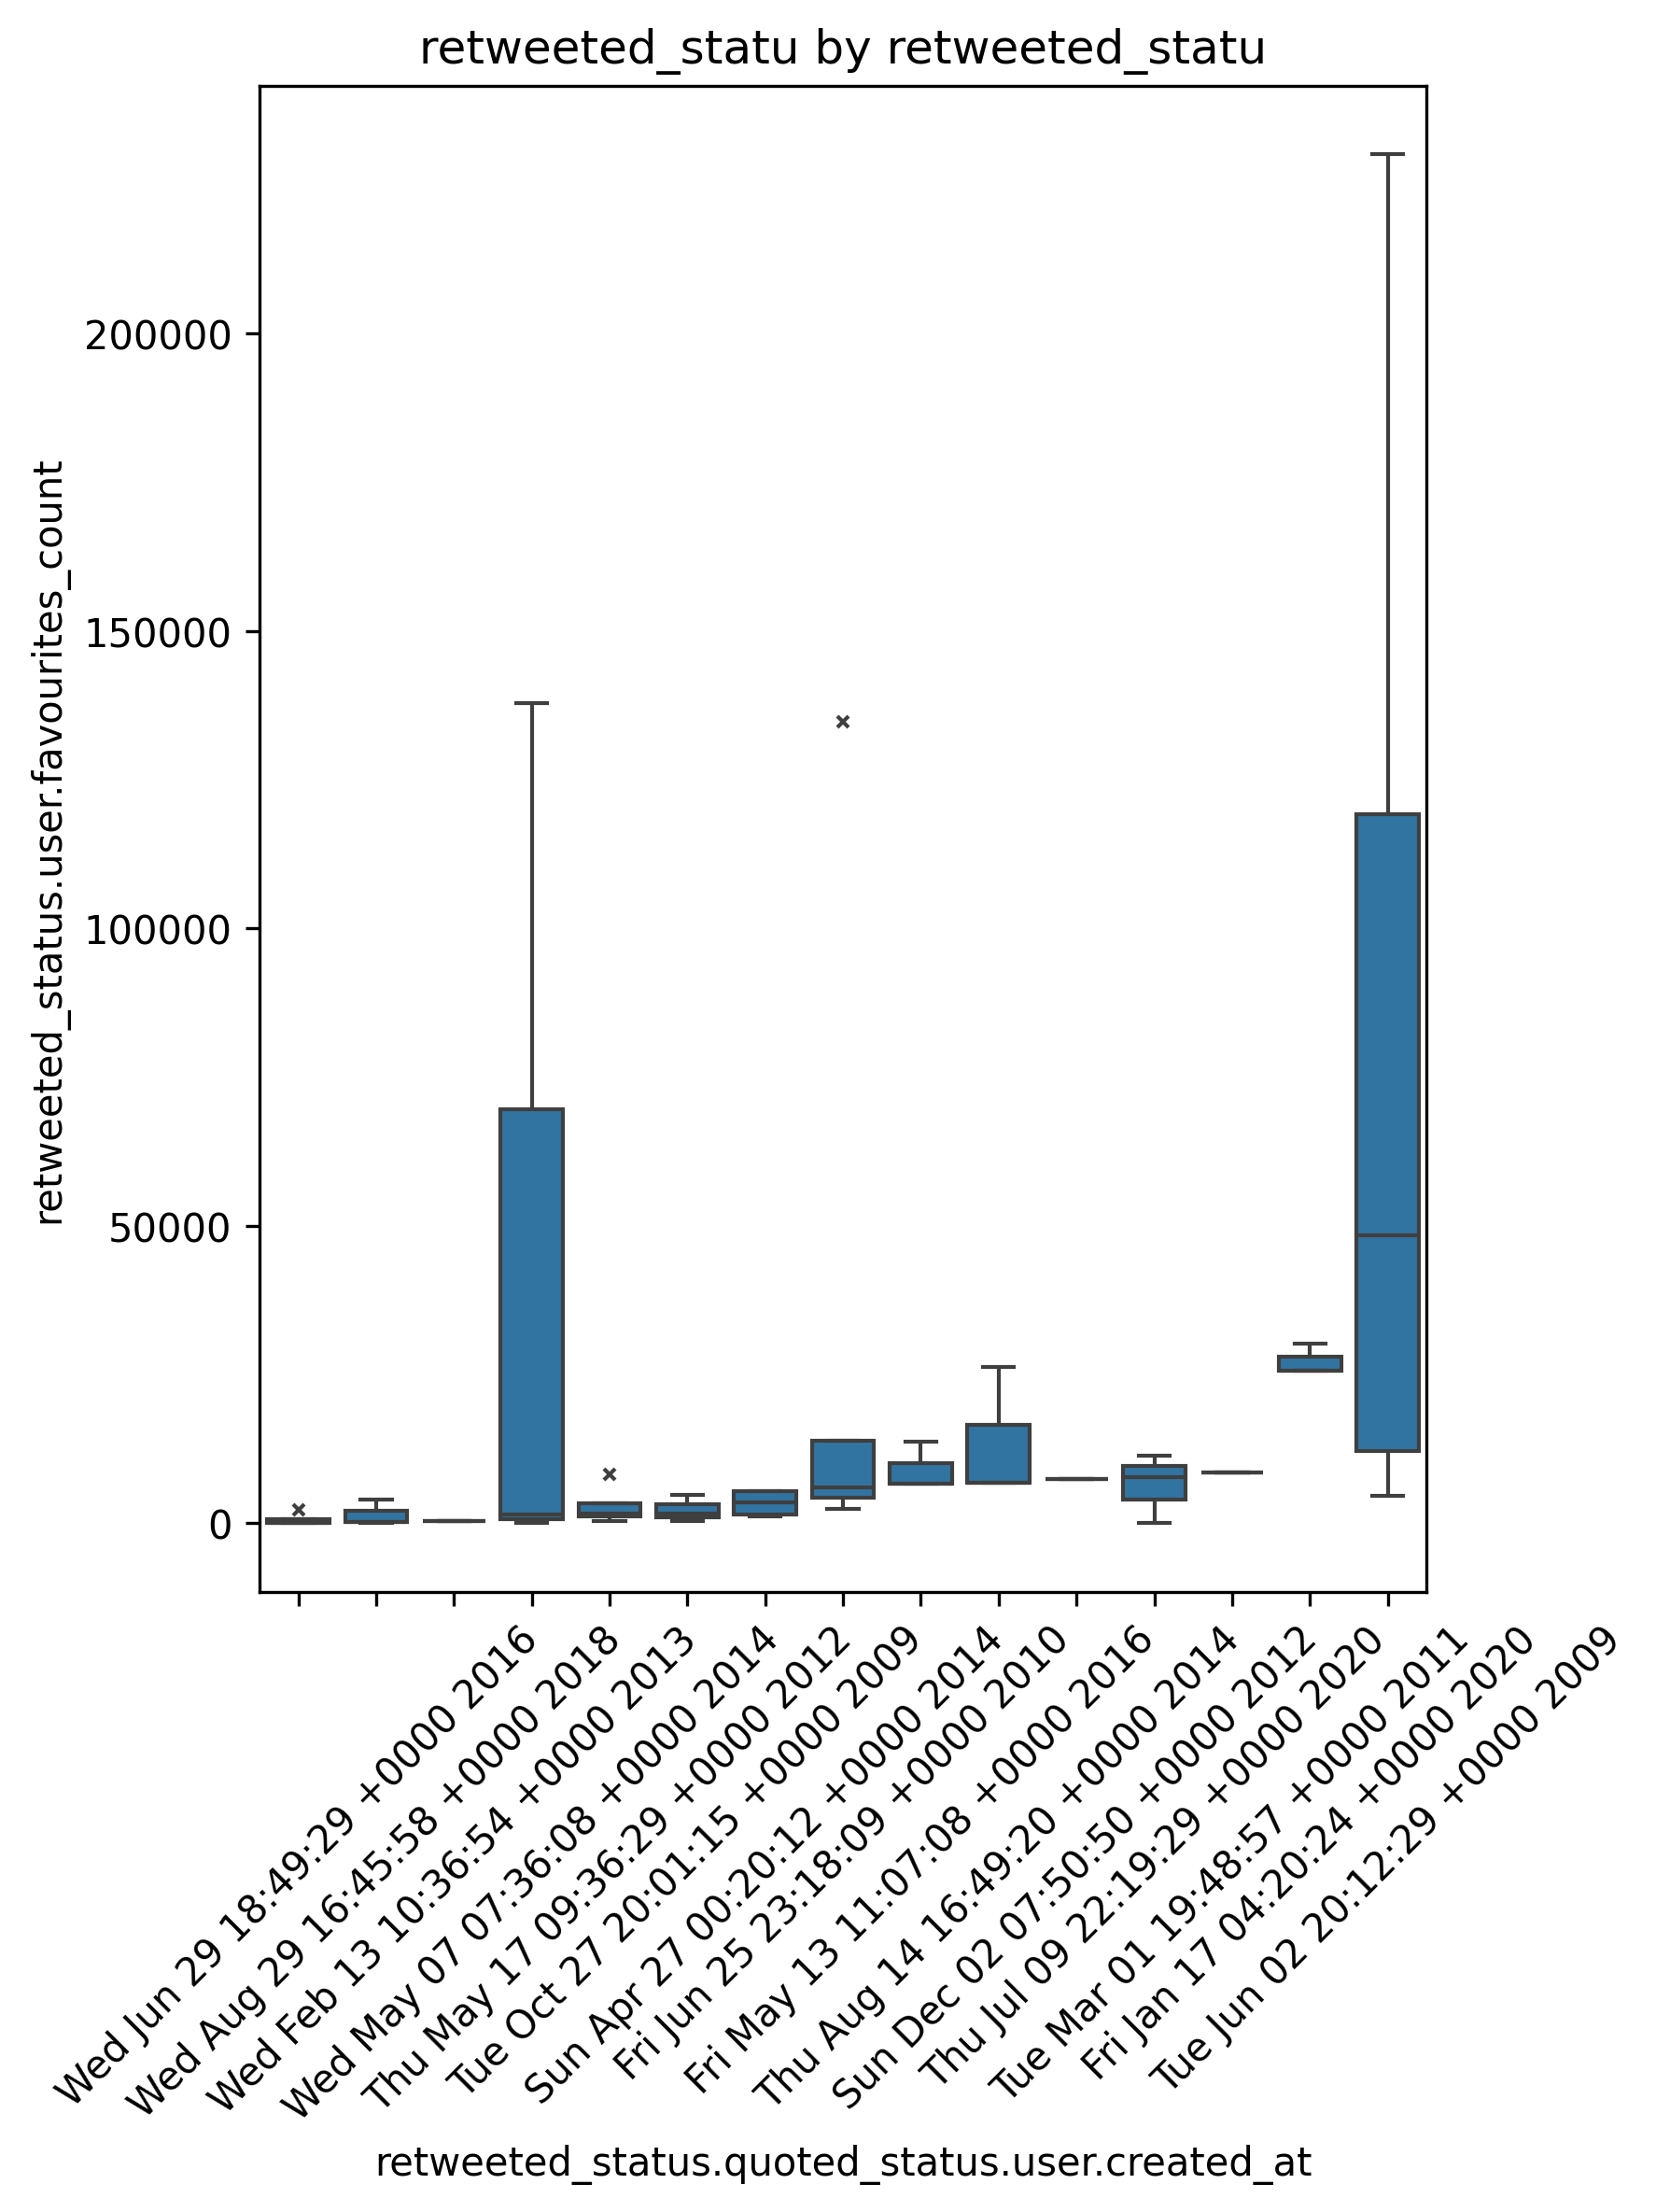 retweeted_statu by retweeted_statu
retweeted_status.user.favourites_count
200000
150000
100000
50000
0
Wed Jun 29 18:49:29 +0000 2016
Wed Aug 29 16:45:58 +0000 2018
Wed Feb 13 10:36:54 +0000 2013
Wed May 07 07:36:08 +0000 2014
Thu May 17 09:36:29 +0000 2012
Tue Oct 27 20:01:15 +0000 2009
Sun Apr 27 00:20:12 +0000 2014
Fri Jun 25 23:18:09 +0000 2010
Fri May 13 11:07:08 +0000 2016
Thu Aug 14 16:49:20 +0000 2014
Sun Dec 02 07:50:50 +0000 2012
Thu Jul 09 22:19:29 +0000 2020
Tue Mar 01 19:48:57 +0000 2011
Fri Jan 17 04:20:24 +0000 2020
Tue Jun 02 20:12:29 +0000 2009
retweeted_status.quoted_status.user.created_at